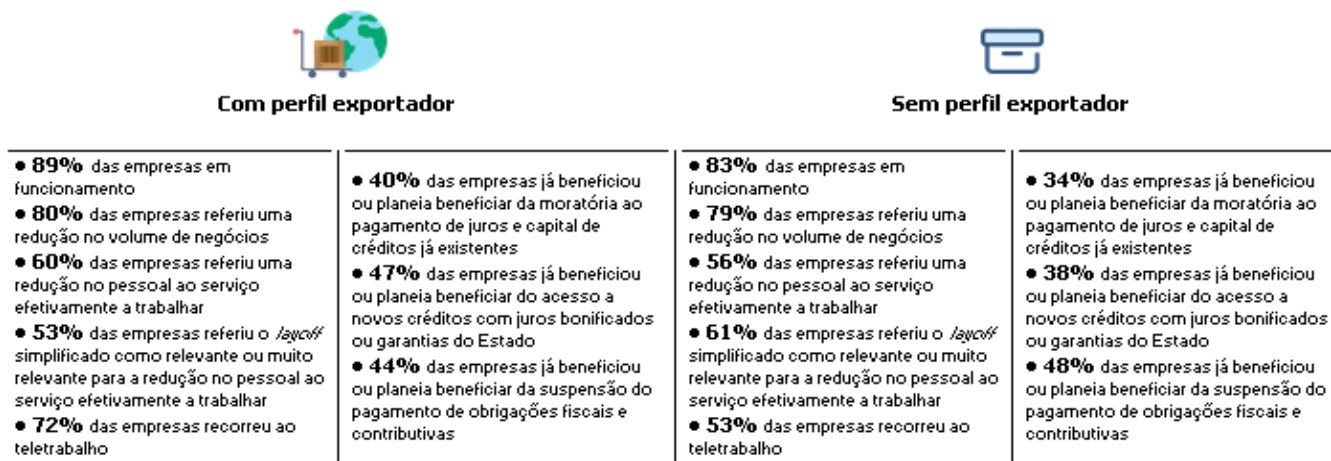 Com perfil exportador
● 89% das empresas em
funcionamento
● 80% das empresas referiu uma
redução no volume de negócios
● 60% das empresas referiu uma
redução no pessoal ao serviço
efetivamente a trabalhar
● 53% das empresas referiu o layoff
simplificado como relevante ou muito
relevante para a redução no pessoal ao
serviço efetivamente a trabalhar
● 72% das empresas recorreu ao
teletrabalho
● 40% das empresas já beneficiou
ou planeia beneficiar da moratória ao
pagamento de juros e capital de
créditos já existentes
● 47% das empresas já beneficiou
ou planeia beneficiar do acesso a
novos créditos com juros bonificados
ou garantias do Estado
● 44% das empresas já beneficiou
ou planeia beneficiar da suspensão do
pagamento de obrigações fiscais e
contributivas
Sem perfil exportador
● 83% das empresas em
funcionamento
● 79% das empresas referiu uma
redução no volume de negócios
● 56% das empresas referiu uma
redução no pessoal ao serviço
efetivamente a trabalhar
● 61% das empresas referiu o layoff
simplificado como relevante ou muito
relevante para a redução no pessoal ao
serviço efetivamente a trabalhar
● 53% das empresas recorreu ao
teletrabalho
● 34% das empresas já beneficiou
ou planeia beneficiar da moratória ao
pagamento de juros e capital de
créditos já existentes
● 38% das empresas já beneficiou
ou planeia beneficiar do acesso a
novos créditos com juros bonificados
ou garantias do Estado
● 48% das empresas já beneficiou
ou planeia beneficiar da suspensão do
pagamento de obrigações fiscais e
contributivas